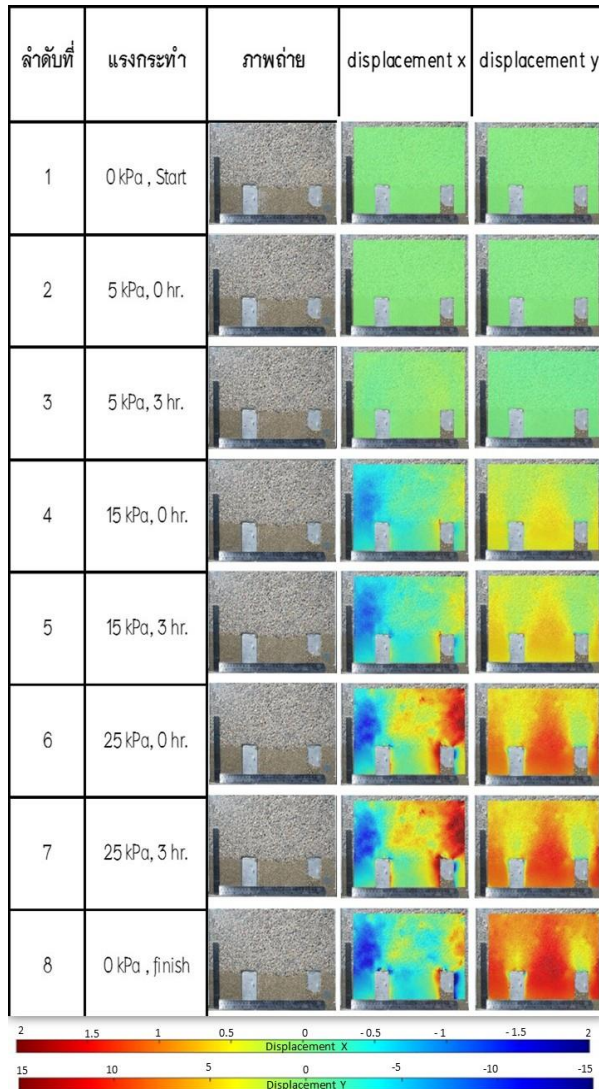 ลำดับที่ แรงกระทำ ภาพถ่าย displacement x displacement y
1 0 kPa , Start
2 5 kPa, 0 hr.
3 5 kPa, 3 hr.
4 15 kPa, 0 hr.
5 15 kPa, 3 hr.
6 25 kPa, 0 hr.
7 25 kPa, 3 hr.
8 0 kPa , finish
2 1.5 1 0.5 0 -0.5 -1 -1.5 2
Displacement X
15 10 5 0 -5 -10 -15
Displacement Y